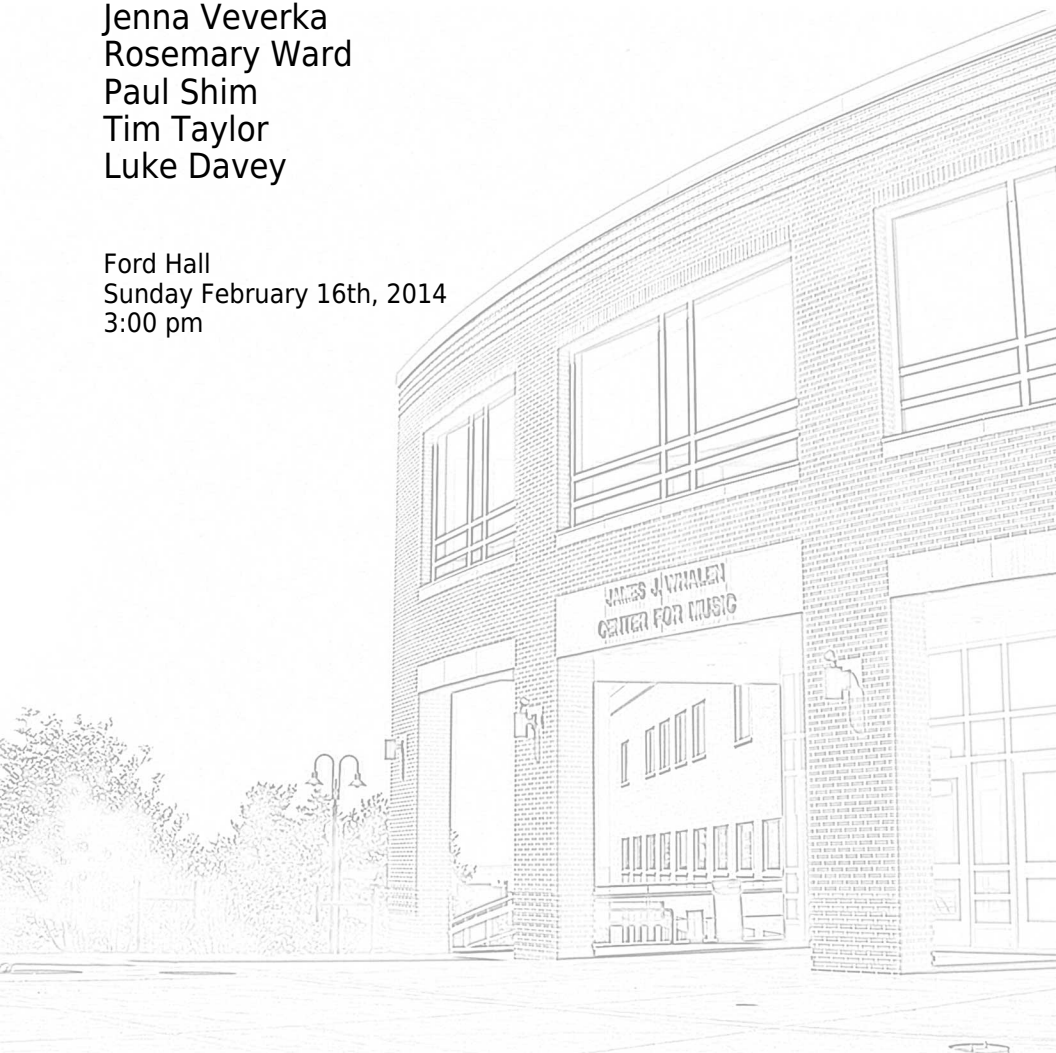 Jenna Veverka
Rosemary Ward
Paul Shim
Tim Taylor
Luke Davey
Ford Hall
Sunday February 16th, 2014
3:00 pm
JAMES J. WHALEN
CENTER FOR MUSIC